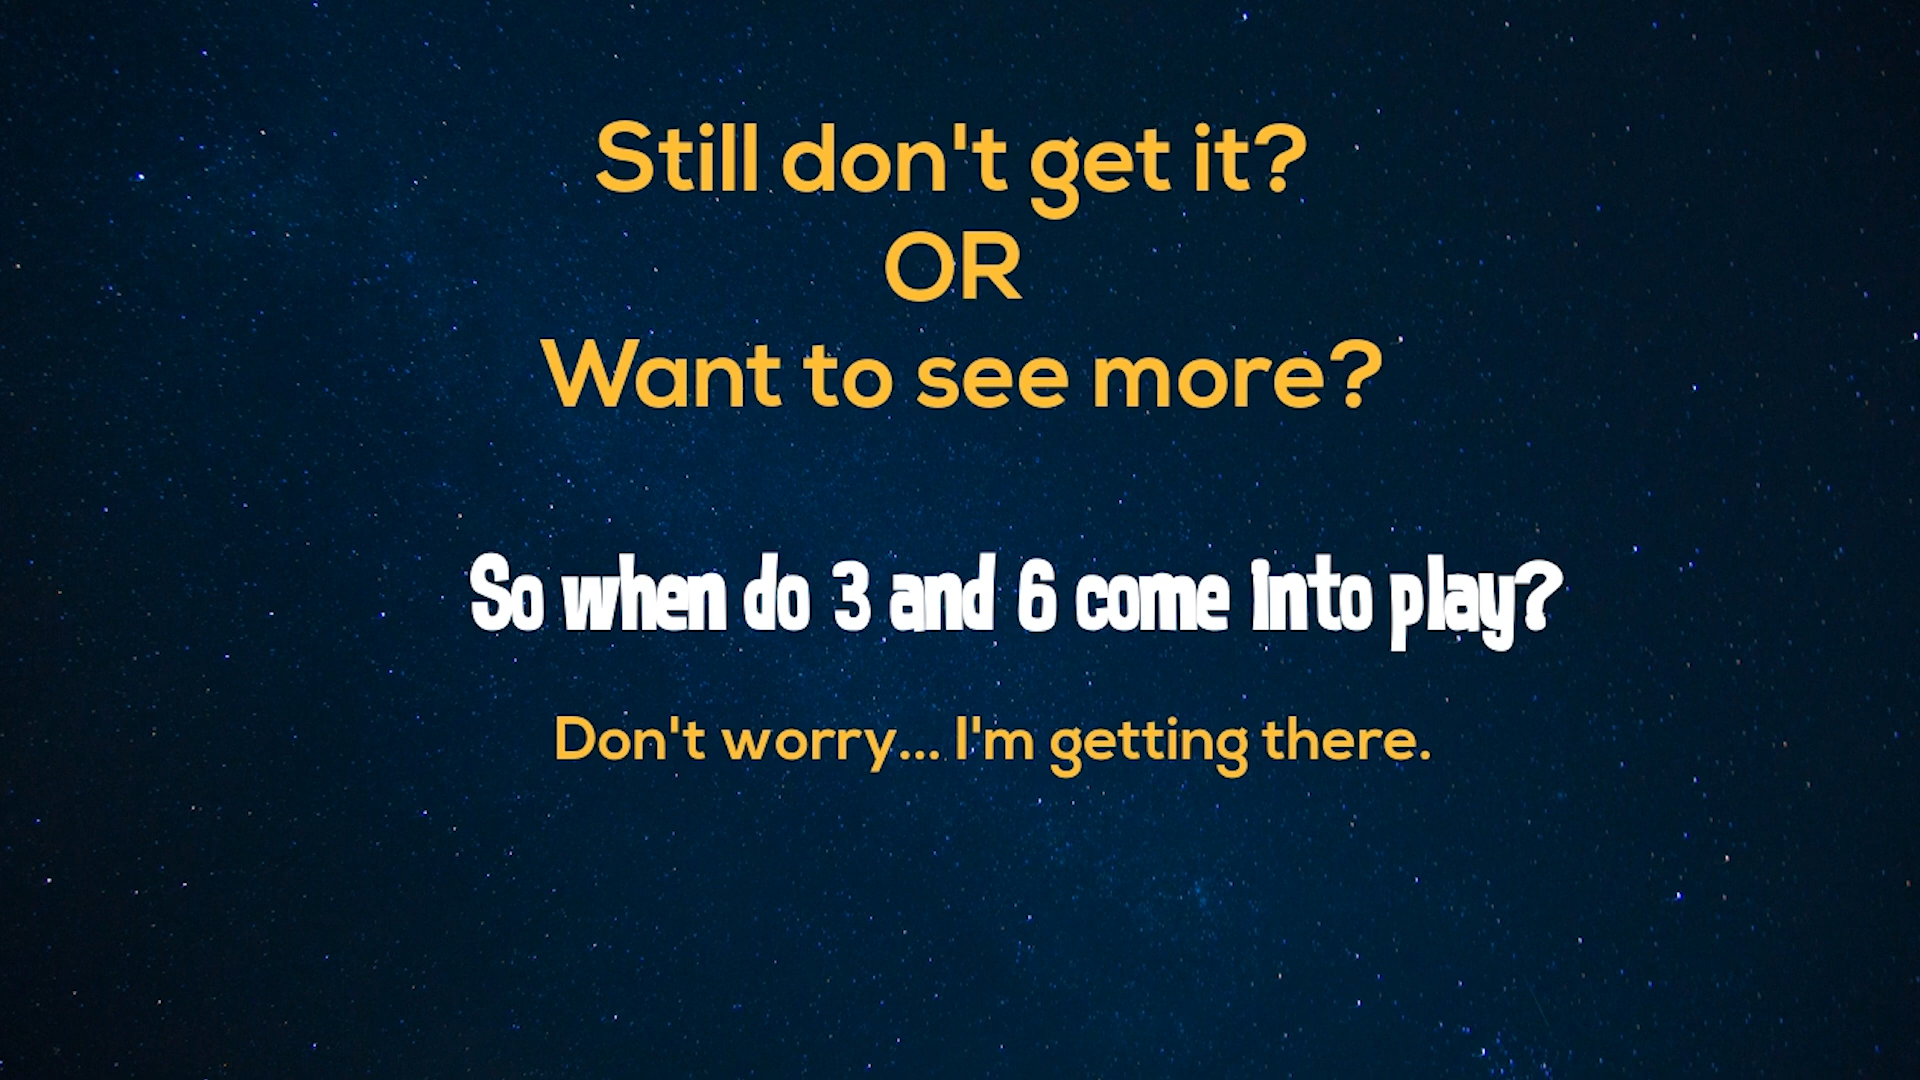 Still don't get it?
OR
Want to see more?
So when do 3 and 6 come into play?
Don't worry... I'm getting there.